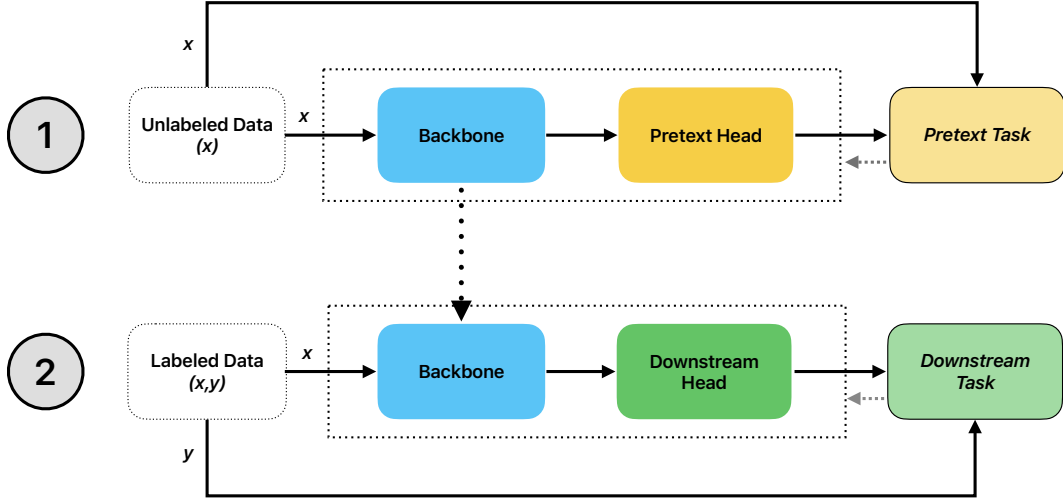 x
1
Unlabeled Data
(x)
x
Backbone
Pretext Head
Pretext Task
2
Labeled Data
(x,y)
x
Backbone
Downstream
Head
Downstream
Task
y